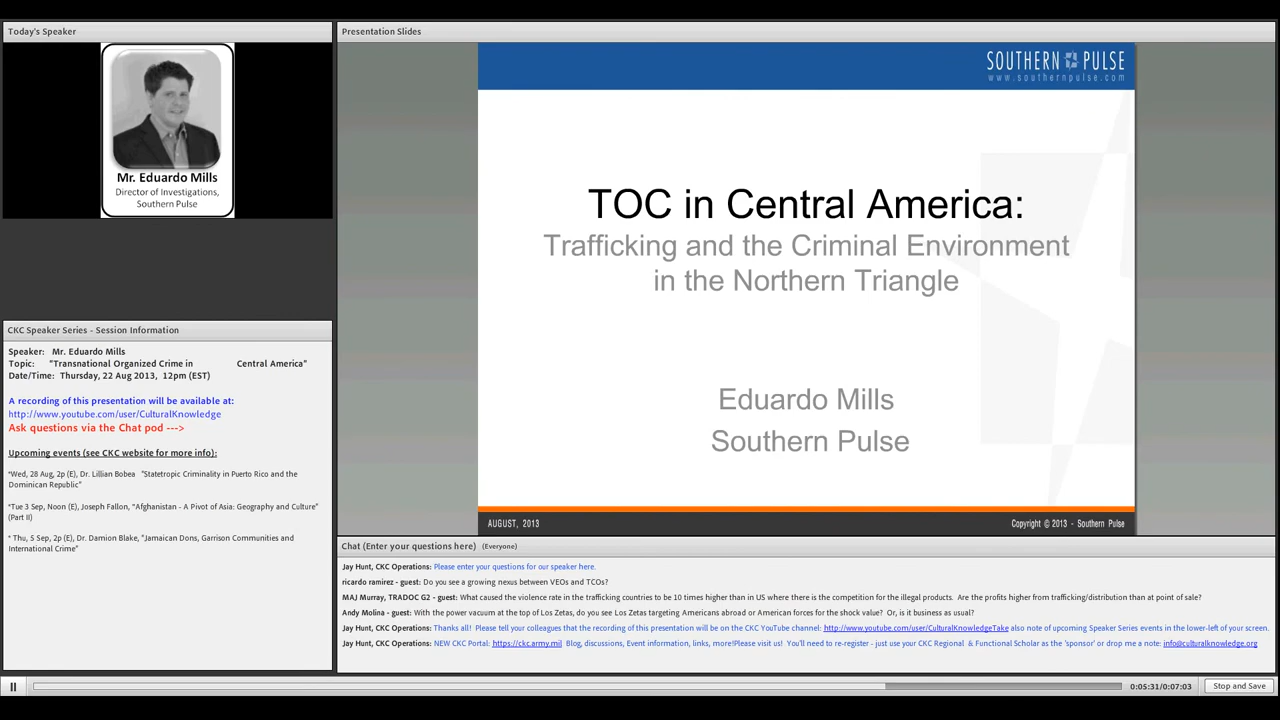 Today's Speaker
Mr. Eduardo Mills
Director of Investigations,
Southern Pulse
Presentation Slides
SOUTHERN PULSE
www.southernpulse.com
TOC in Central America:
Trafficking and the Criminal Environment
in the Northern Triangle
Eduardo Mills
Southern Pulse
AUGUST, 2013
Copyright © 2013 - Southern Pulse
CKC Speaker Series - Session Information
Speaker: Mr. Eduardo Mills
Topic: "Transnational Organized Crime in Central America"
Date/Time: Thursday, 22 Aug 2013, 12pm (EST)
A recording of this presentation will be available at:
http://www.youtube.com/user/CulturalKnowledge
Ask questions via the Chat pod --->
Upcoming events (see CKC website for more info):
*Wed, 28 Aug, 2p (E), Dr. Lillian Bobea "Statetropic Criminality in Puerto Rico and the
Dominican Republic"
*Tue 3 Sep, Noon (E), Joseph Fallon, "Afghanistan - A Pivot of Asia: Geography and Culture"
(Part II)
* Thu, 5 Sep, 2p (E), Dr. Damion Blake, "Jamaican Dons, Garrison Communities and
International Crime"
Chat (Enter your questions here) (Everyone)
Jay Hunt, CKC Operations: Please enter your questions for our speaker here.
ricardo ramirez - guest: Do you see a growing nexus between VEOs and TCOs?
MAJ Murray, TRADOC G2 - guest: What caused the violence rate in the trafficking countries to be 10 times higher than in US where there is the competition for the illegal products. Are the profits higher from trafficking/distribution than at point of sale?
Andy Molina - guest: With the power vacuum at the top of Los Zetas, do you see Los Zetas targeting Americans abroad or American forces for the shock value? Or, is it business as usual?
Jay Hunt, CKC Operations: Thanks all! Please tell your colleagues that the recording of this presentation will be on the CKC YouTube channel: http://www.youtube.com/user/CulturalKnowledgeTake also note of upcoming Speaker Series events in the lower-left of your screen.
Jay Hunt, CKC Operations: NEW CKC Portal: https://ckc.army.mil Blog, discussions, Event information, links, more!Please visit us! You'll need to re-register - just use your CKC Regional & Functional Scholar as the 'sponsor' or drop me a note: info@culturalknowledge.org
0:05:31/0:07:03
Stop and Save